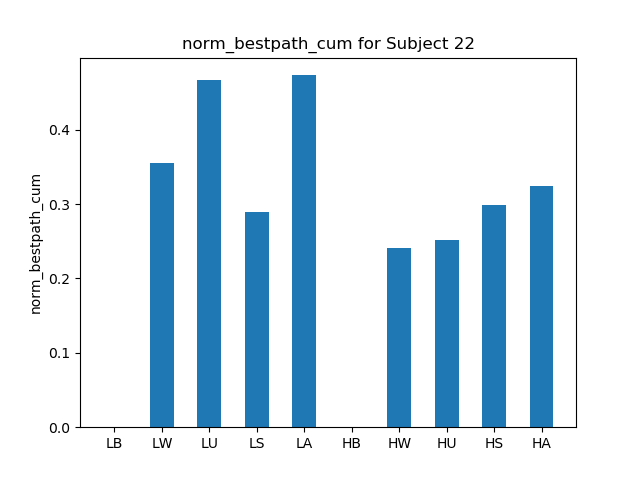 norm_bestpath_cum for Subject 22
norm_bestpath_cum
0.4
0.3
0.2
0.1
0.0
LB LW LU LS LA HB HW HU HS HA